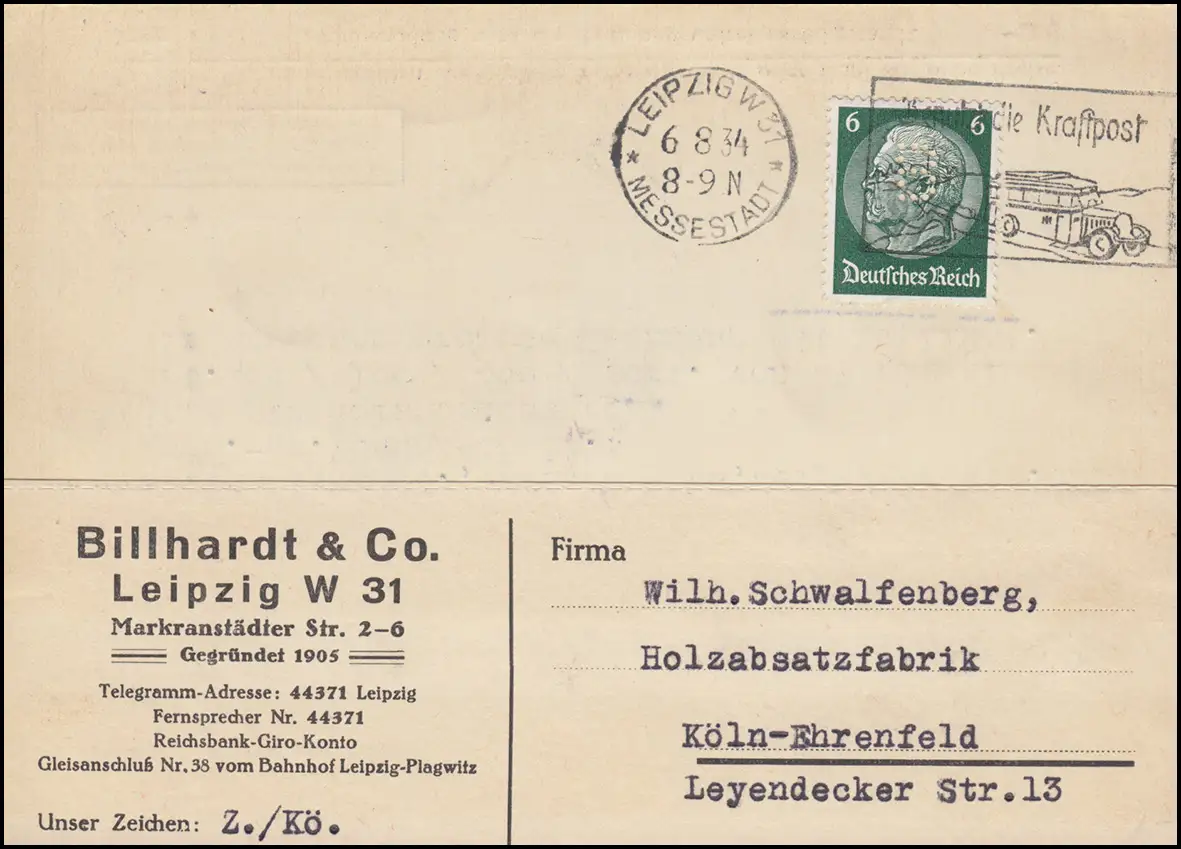 LEIPZIG W 31
6 8 34
8-9 N
* MESSESTADT *
die Kraftpost
6 6
Deutsches Reich
Billhardt & Co.
Leipzig W 31
Markranstädter Str. 2-6
Gegründet 1905
Telegramm-Adresse: 44371 Leipzig
Fernsprecher Nr. 44371
Reichsbank-Giro-Konto
Gleisanschluß Nr. 38 vom Bahnhof Leipzig-Plagwitz
Unser Zeichen: Z./Kö.
Firma
Wilh. Schwalfenberg,
Holzabsatzfabrik
Köln-Ehrenfeld
Leyendecker Str. 13